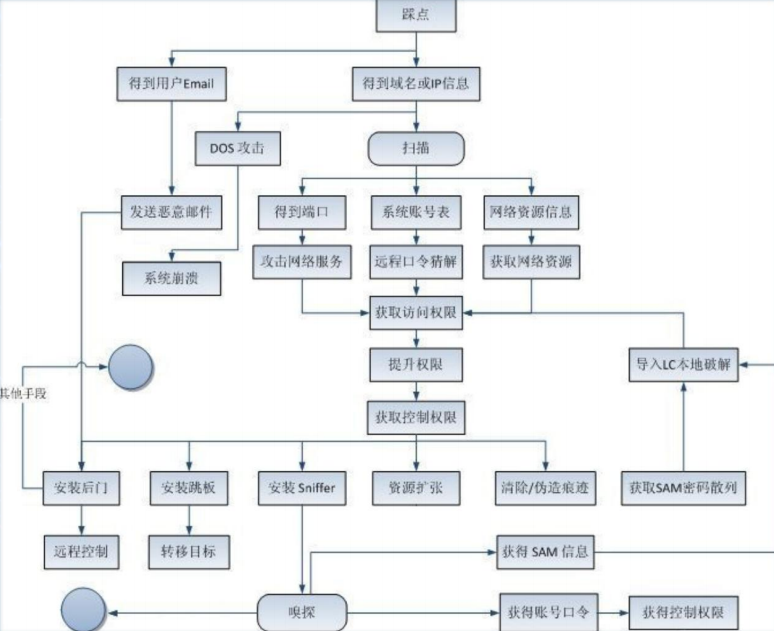 踩点
得到用户Email
得到域名或IP信息
DOS 攻击
扫描
发送恶意邮件
得到端口
系统账号表
网络资源信息
系统崩溃
攻击网络服务
远程口令猜解
获取网络资源
获取访问权限
提升权限
导入LC本地破解
其他手段
获取控制权限
安装后门
安装跳板
安装 Sniffer
资源扩张
清除/伪造痕迹
获取SAM密码散列
远程控制
转移目标
获得 SAM 信息
嗅探
获得账号口令
获得控制权限